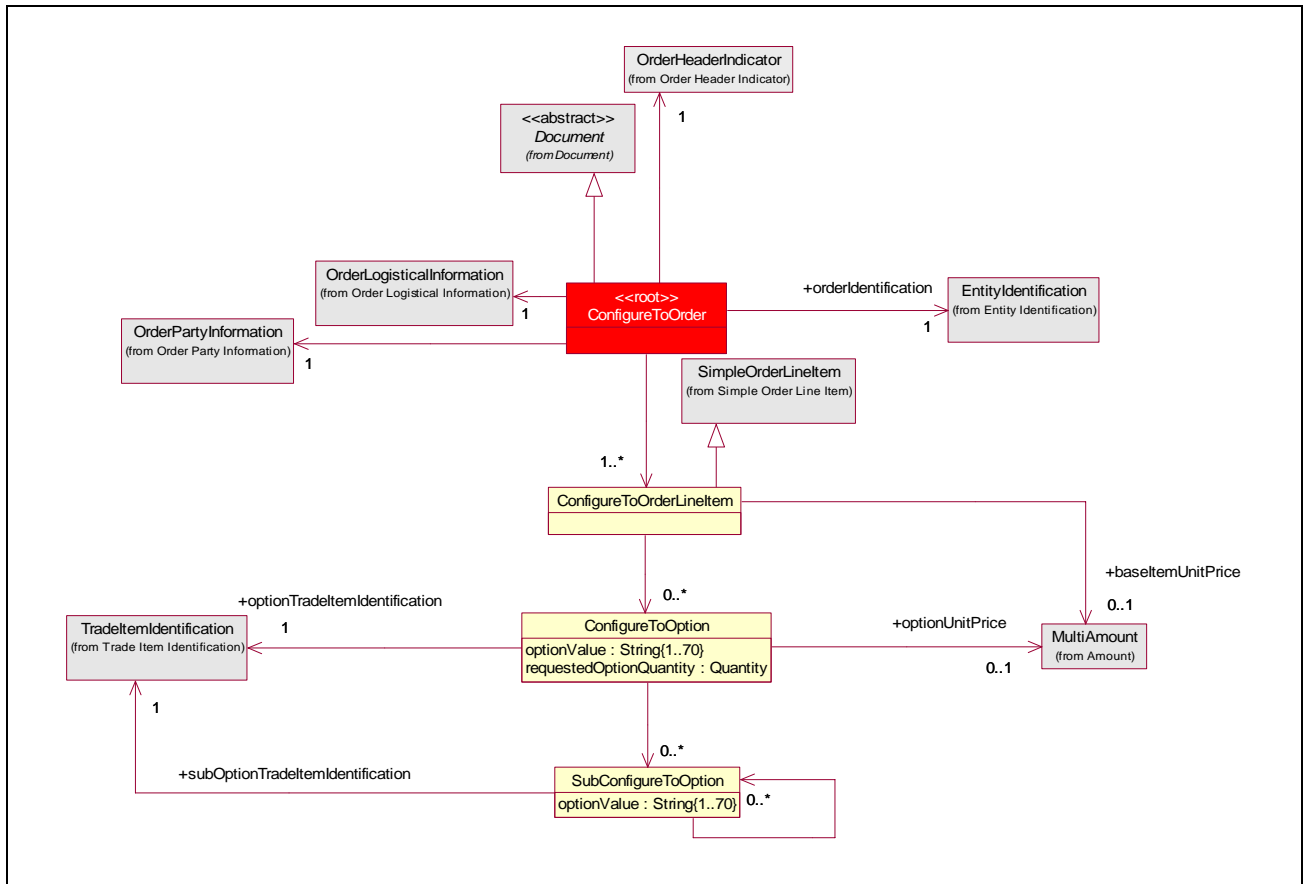 OrderHeaderIndicator
(from Order Header Indicator)
1
<<abstract>>
Document
(from Document)
OrderLogisticalInformation
(from Order Logistical Information)
1
<<root>>
ConfigureToOrder
+orderIdentification
1
EntityIdentification
(from Entity Identification)
OrderPartyInformation
(from Order Party Information)
1
SimpleOrderLineItem
(from Simple Order Line Item)
1..*
ConfigureToOrderLineItem
+baseItemUnitPrice
0..1
0..*
+optionTradeItemIdentification
1
TradeItemIdentification
(from Trade Item Identification)
ConfigureToOption
optionValue : String{1..70}
requestedOptionQuantity : Quantity
+optionUnitPrice
0..1
MultiAmount
(from Amount)
1
0..*
+subOptionTradeItemIdentification
SubConfigureToOption
optionValue : String{1..70}
0..*